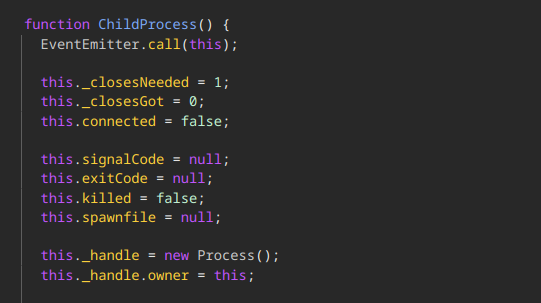 function ChildProcess() {
EventEmitter.call(this);
this._closesNeeded = 1;
this._closesGot = 0;
this.connected = false;
this.signalCode = null;
this.exitCode = null;
this.killed = false;
this.spawnfile = null;
this._handle = new Process();
this._handle.owner = this;